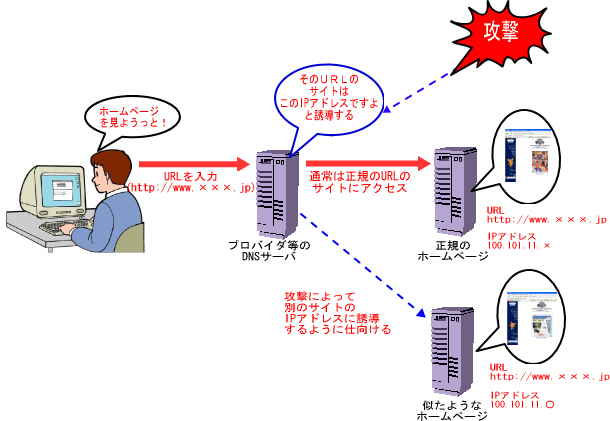 攻撃
そのＵＲＬの
サイトは
このIPアドレスですよ
と誘導する
ホームページ
を見ようっと！
URLを入力
(http://www.×××.jp)
通常は正規のURLの
サイトにアクセス
プロバイダ等の
DNSサーバ
正規の
ホームページ
URL
http://www.×××.jp
IPアドレス
100.101.11.×
攻撃によって
別のサイトの
IPアドレスに誘導
するように仕向ける
似たような
ホームページ
URL
http://www.×××.jp
IPアドレス
100.101.11.〇